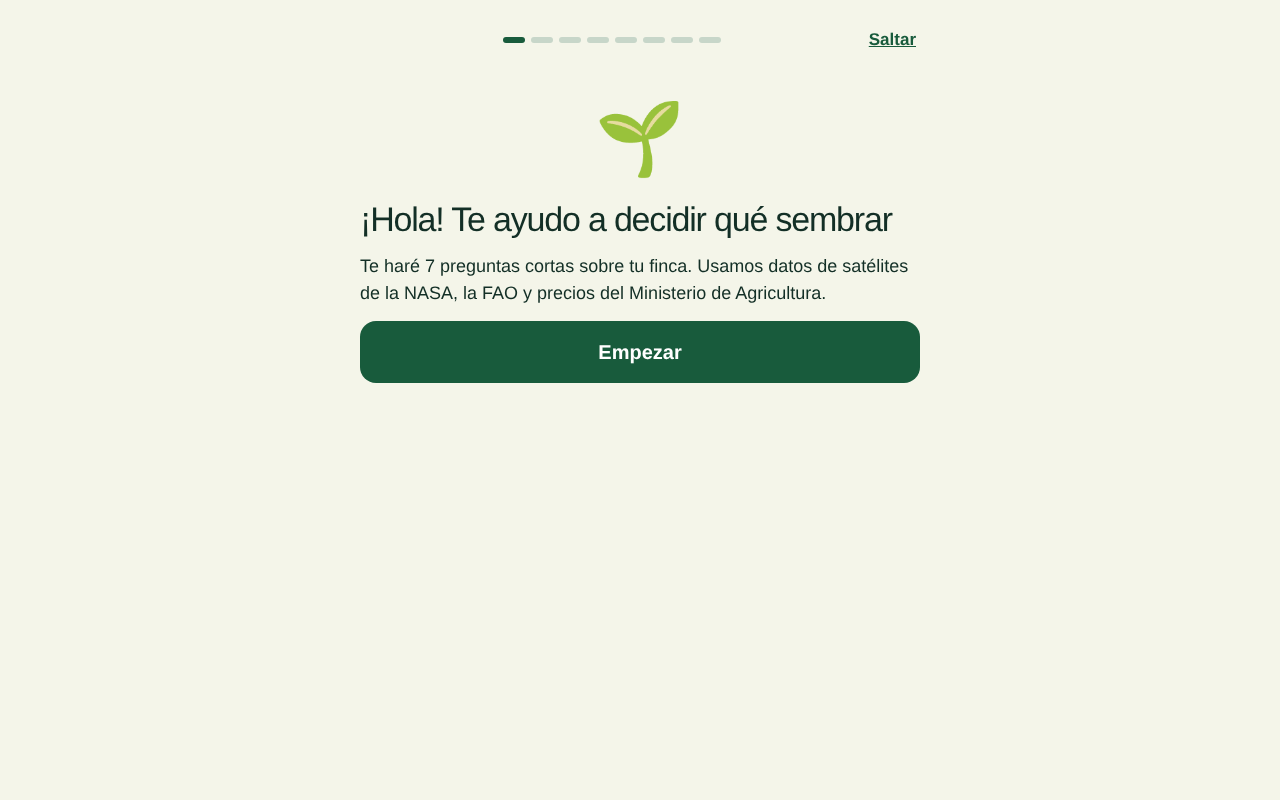 Saltar
¡Hola! Te ayudo a decidir qué sembrar
Te haré 7 preguntas cortas sobre tu finca. Usamos datos de satélites
de la NASA, la FAO y precios del Ministerio de Agricultura.
Empezar